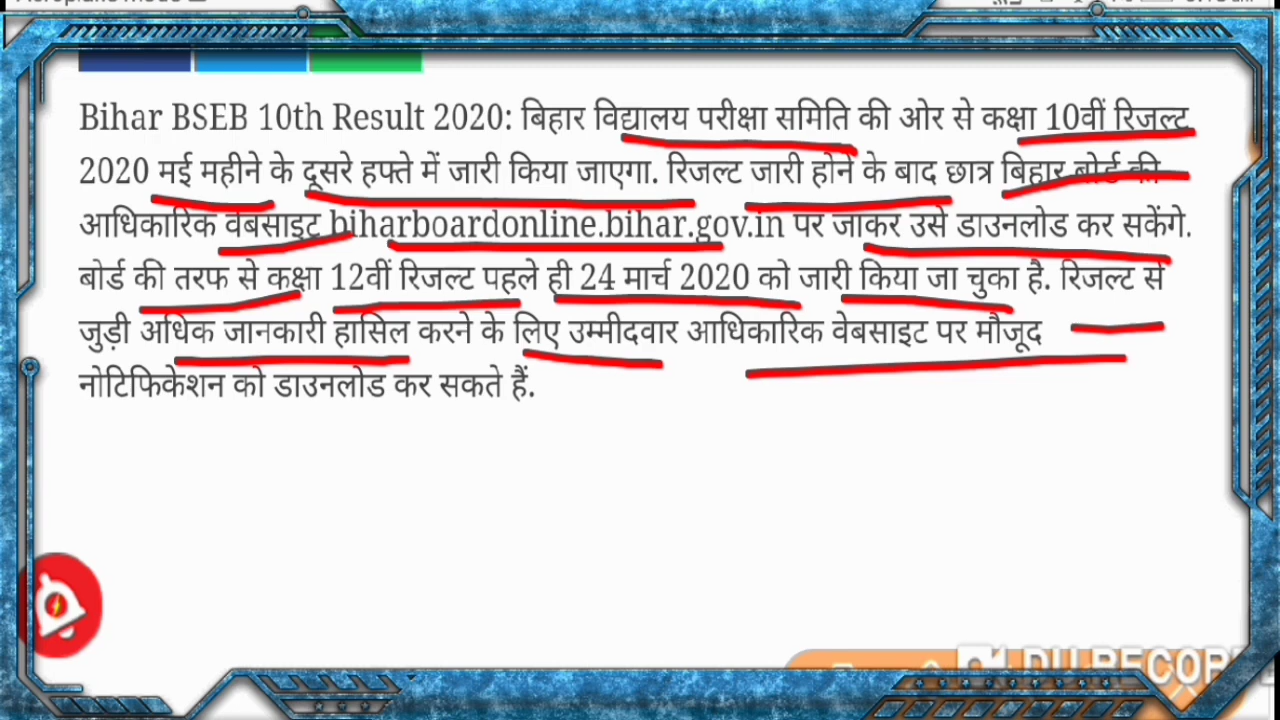 Bihar BSEB 10th Result 2020: बिहार विद्यालय परीक्षा समिति की ओर से कक्षा 10वीं रिजल्ट
2020 मई महीने के दूसरे हफ्ते में जारी किया जाएगा. रिजल्ट जारी होने के बाद छात्र बिहार बोर्ड की
आधिकारिक वेबसाइट biharboardonline.bihar.gov.in पर जाकर उसे डाउनलोड कर सकेंगे.
बोर्ड की तरफ से कक्षा 12वीं रिजल्ट पहले ही 24 मार्च 2020 को जारी किया जा चुका है. रिजल्ट से
जुड़ी अधिक जानकारी हासिल करने के लिए उम्मीदवार आधिकारिक वेबसाइट पर मौजूद
नोटिफिकेशन को डाउनलोड कर सकते हैं.